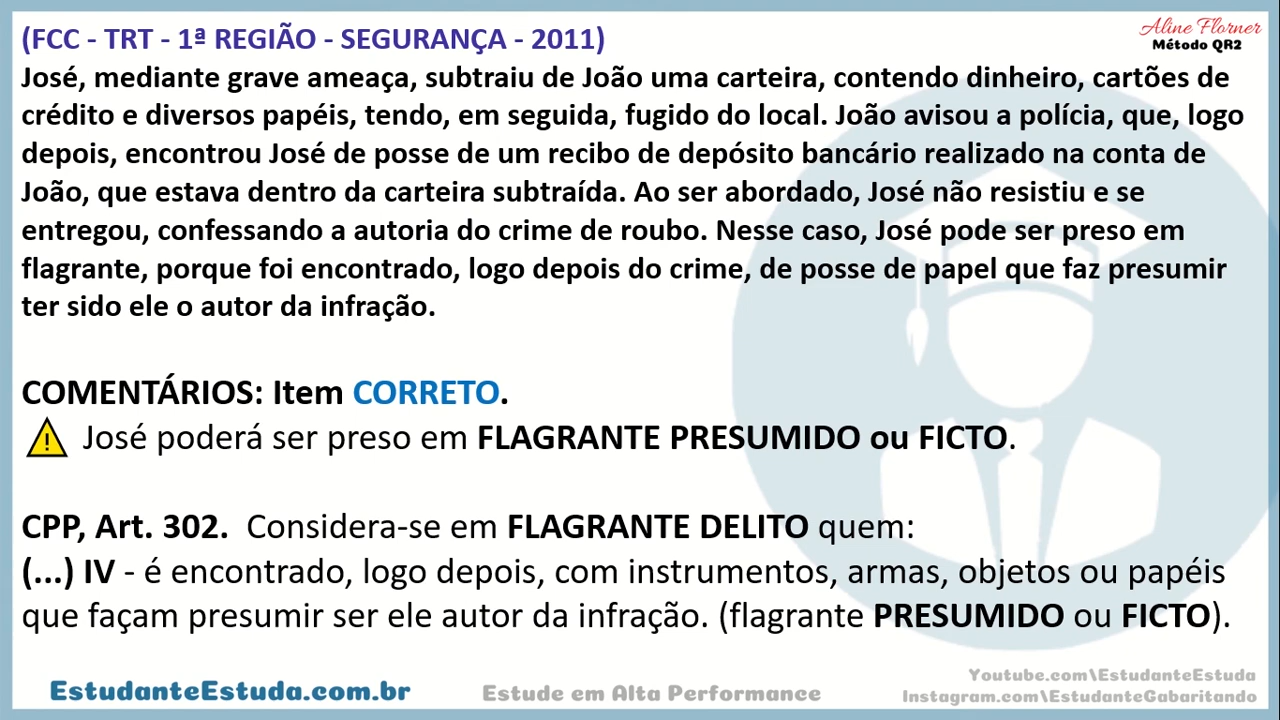 (FCC - TRT - 1ª REGIÃO - SEGURANÇA - 2011)
Aline Florner
Método QR2
José, mediante grave ameaça, subtraiu de João uma carteira, contendo dinheiro, cartões de
crédito e diversos papéis, tendo, em seguida, fugido do local. João avisou a polícia, que, logo
depois, encontrou José de posse de um recibo de depósito bancário realizado na conta de
João, que estava dentro da carteira subtraída. Ao ser abordado, José não resistiu e se
entregou, confessando a autoria do crime de roubo. Nesse caso, José pode ser preso em
flagrante, porque foi encontrado, logo depois do crime, de posse de papel que faz presumir
ter sido ele o autor da infração.
COMENTÁRIOS: Item CORRETO.
José poderá ser preso em FLAGRANTE PRESUMIDO ou FICTO.
CPP, Art. 302. Considera-se em FLAGRANTE DELITO quem:
(...) IV - é encontrado, logo depois, com instrumentos, armas, objetos ou papéis
que façam presumir ser ele autor da infração. (flagrante PRESUMIDO ou FICTO).
EstudanteEstuda.com.br
Estude em Alta Performance
Youtube.com\EstudanteEstuda
Instagram.com\EstudanteGabaritando